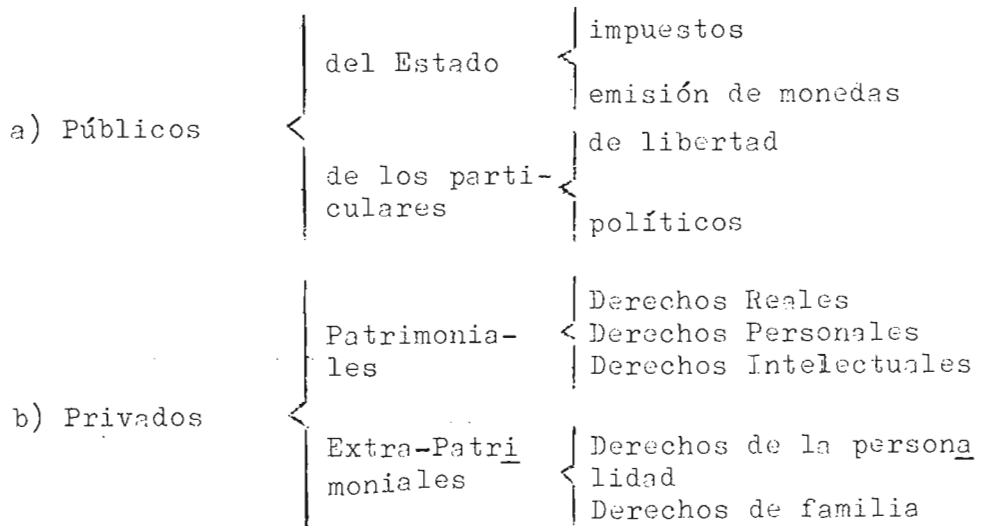 impuestos
del Estado
emisión de monedas
a) Públicos
de libertad
de los parti-
culares
políticos
Derechos Reales
Patrimonia-
les
Derechos Personales
Derechos Intelectuales
b) Privados
Extra-Patri
moniales
Derechos de la persona
lidad
Derechos de familia